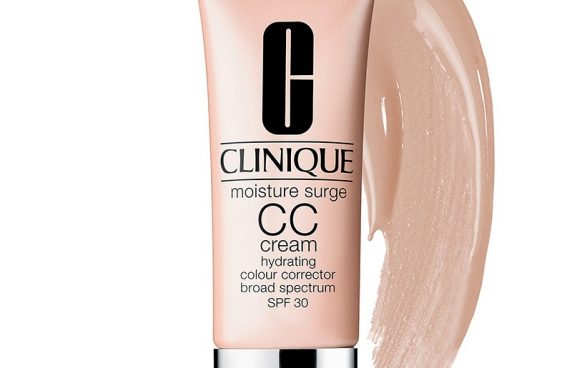 C
CLINIQUE
moisture surge
CC
cream
hydrating
colour corrector
broad spectrum
SPF 30